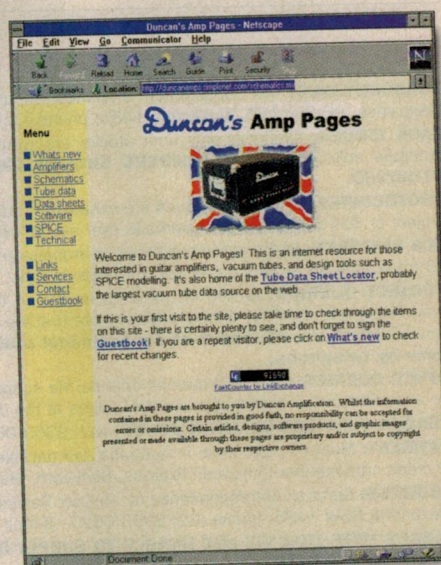 Duncan's Amp Pages - Netscape
File Edit View Go Communicator Help
Back Forward Reload Home Search Guide Print Security
N
Bookmarks Location:
Duncan's Amp Pages
Duncan
Menu
Whats new
Amplifiers
Schematics
Tube data
Data sheets
Software
SPICE
Technical
Links
Services
Contact
Guestbook
Welcome to Duncan's Amp Pages! This is an internet resource for those
interested in guitar amplifiers, vacuum tubes, and design tools such as
SPICE modelling. It's also home of the Tube Data Sheet Locator, probably
the largest vacuum tube data source on the web.
If this is your first visit to the site, please take time to check through the items
on this site - there is certainly plenty to see, and don't forget to sign the
Guestbook! If you are a repeat visitor, please click on What's new to check
for recent changes.
91690
FastCounter by LinkExchange
Duncan's Amp Pages are brought to you by Duncan Amplification. Whilst the information
contained in these pages is provided in good faith, no responsibility can be accepted for
errors or omissions. Certain articles, designs, software products, and graphic images
presented or made available through these pages are proprietary and/or subject to copyright
by their respective owners.
Document Done